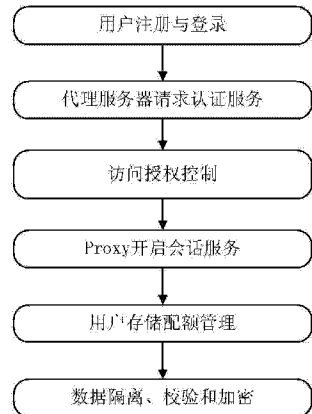 用户注册与登录
代理服务器请求认证服务
访问授权控制
Proxy开启会话服务
用户存储配额管理
数据隔离、校验和加密